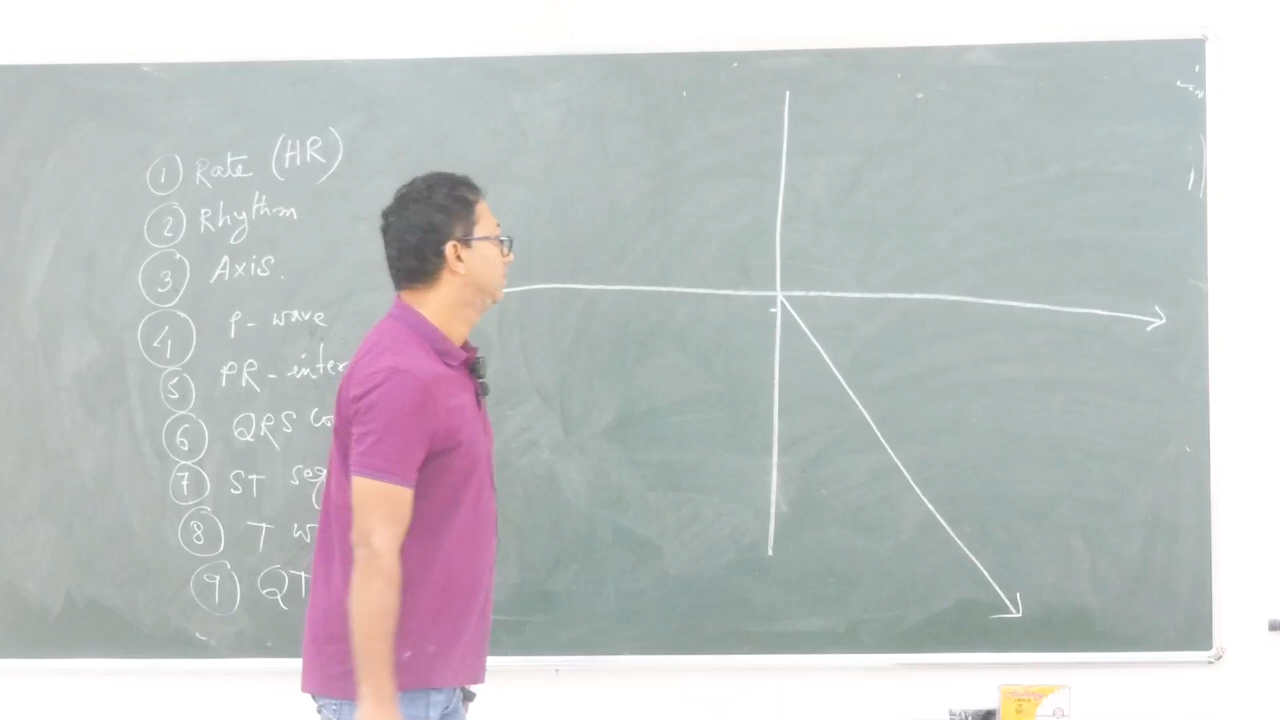 ① Rate (HR)
② Rhythm
③ Axis.
④ P-wave
⑤ PR-inter
⑥ QRS co
⑦ ST seg
⑧ T w
⑨ QT